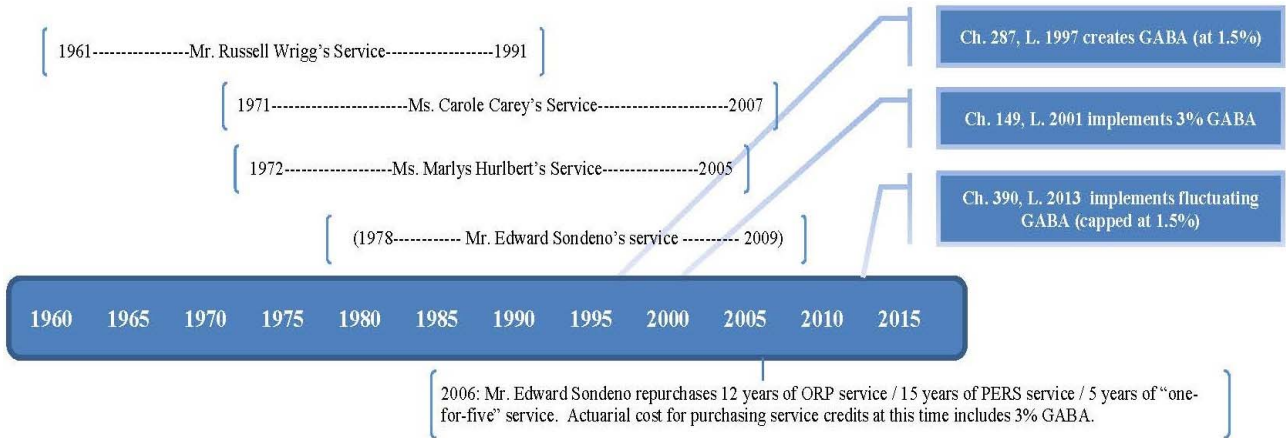 1961-----------------Mr. Russell Wrigg’s Service-------------------1991
1971-----------------------Ms. Carole Carey’s Service-----------------------2007
1972-------------------Ms. Marlys Hurlbert’s Service-----------------2005
(1978------------ Mr. Edward Sondeno’s service ---------- 2009)
Ch. 287, L. 1997 creates GABA (at 1.5%)
Ch. 149, L. 2001 implements 3% GABA
Ch. 390, L. 2013 implements fluctuating
GABA (capped at 1.5%)
1960 1965 1970 1975 1980 1985 1990 1995 2000 2005 2010 2015
2006: Mr. Edward Sondeno repurchases 12 years of ORP service / 15 years of PERS service / 5 years of “one-
for-five” service. Actuarial cost for purchasing service credits at this time includes 3% GABA.